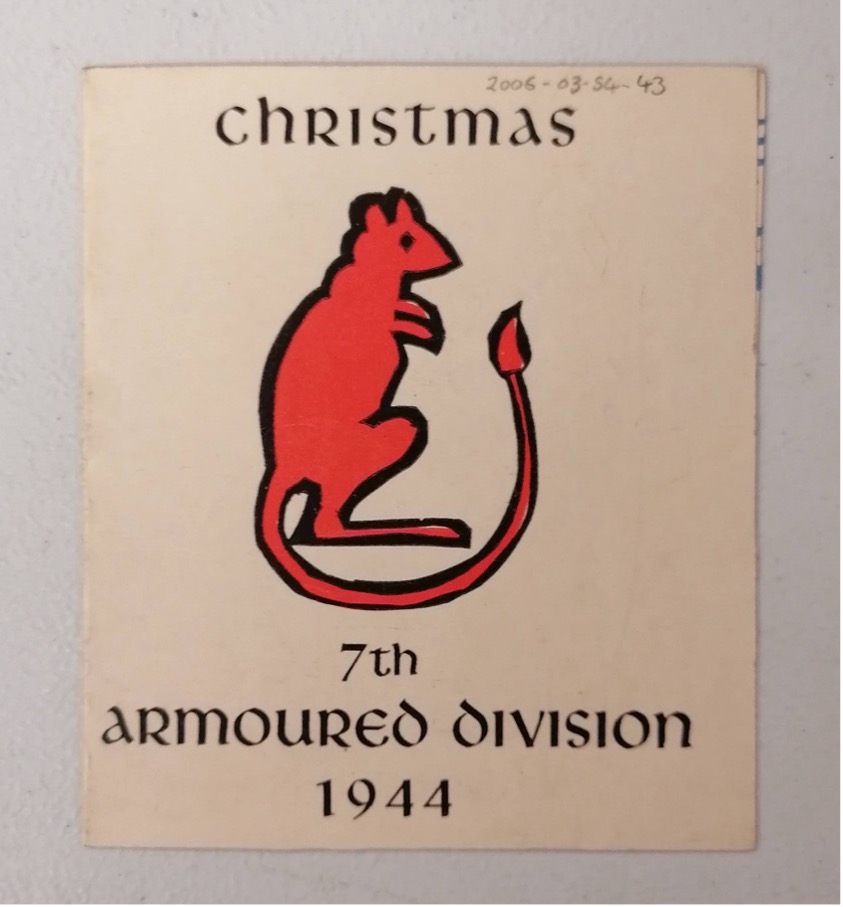 2006-03-54-43
Christmas
7th
Armoured Division
1944